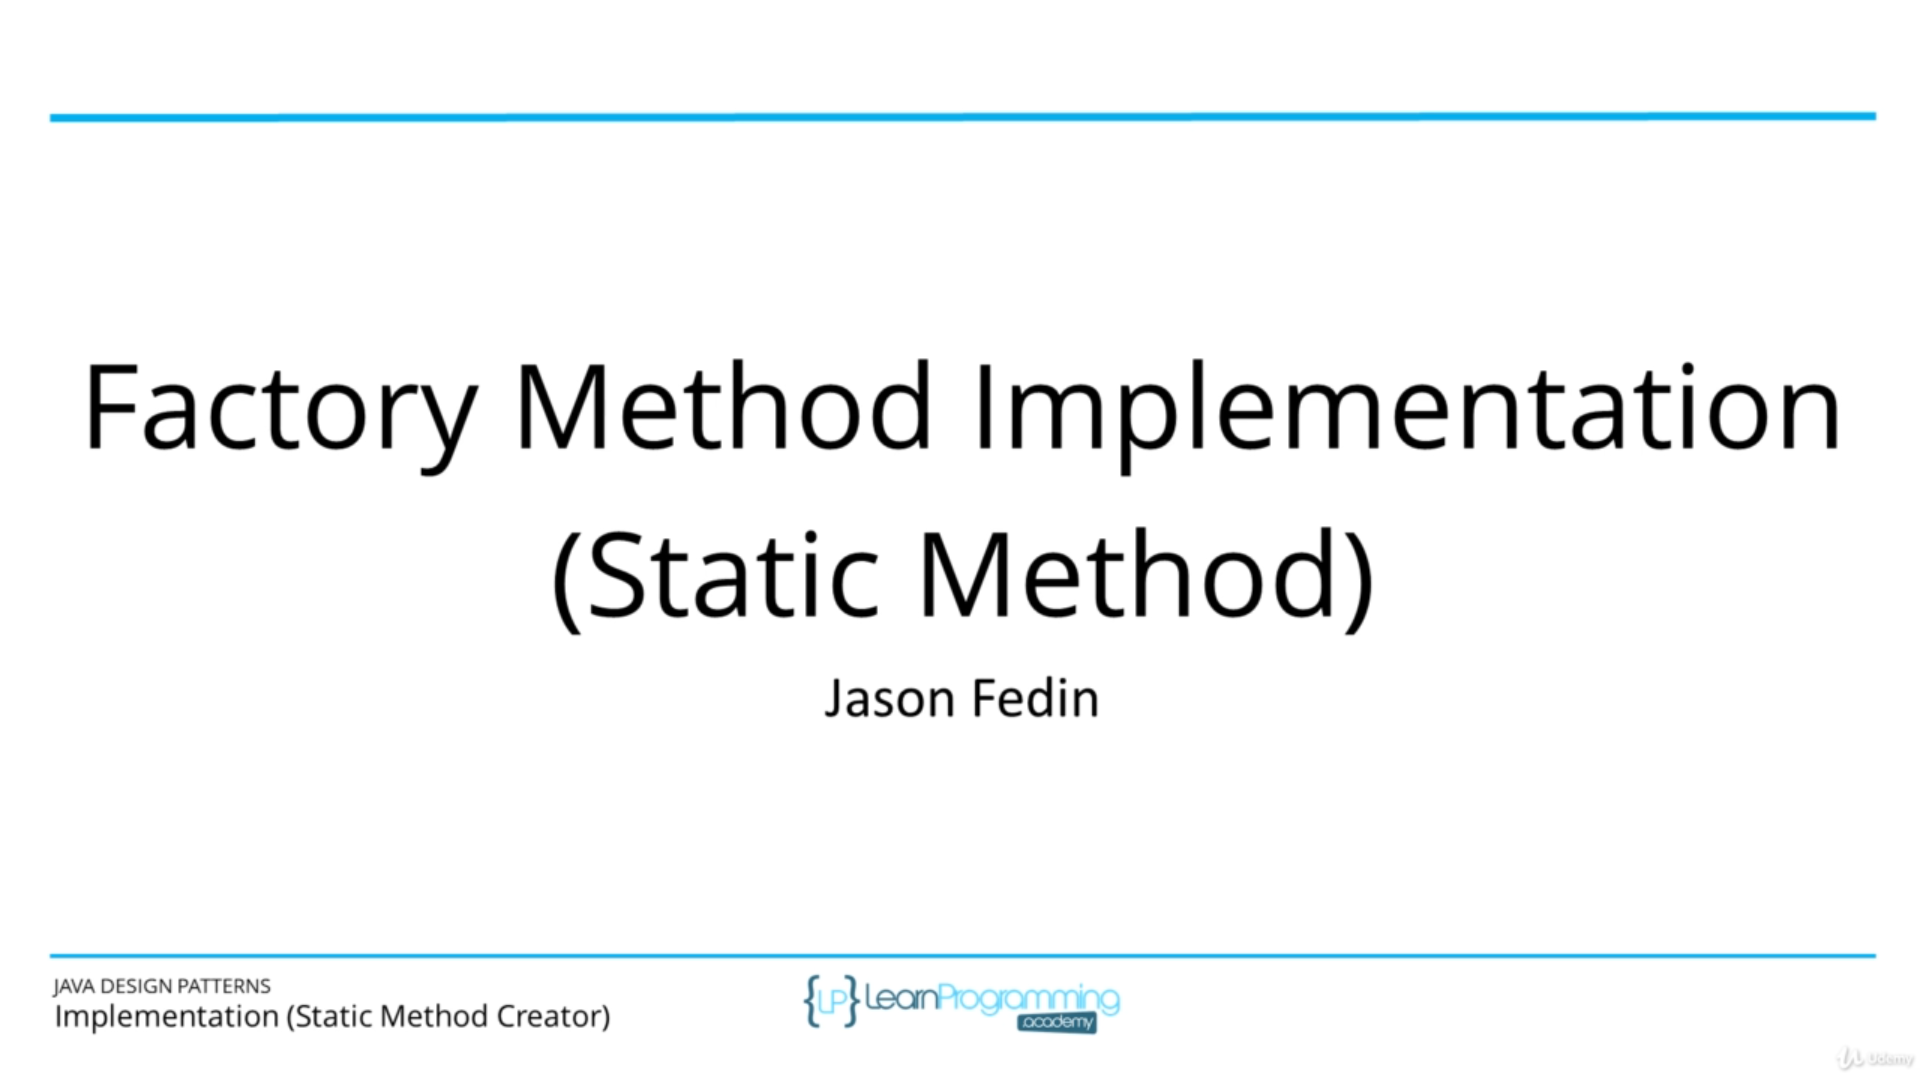 Factory Method Implementation
(Static Method)
Jason Fedin
JAVA DESIGN PATTERNS
Implementation (Static Method Creator)
{LP} LearnProgramming
academy
Udemy